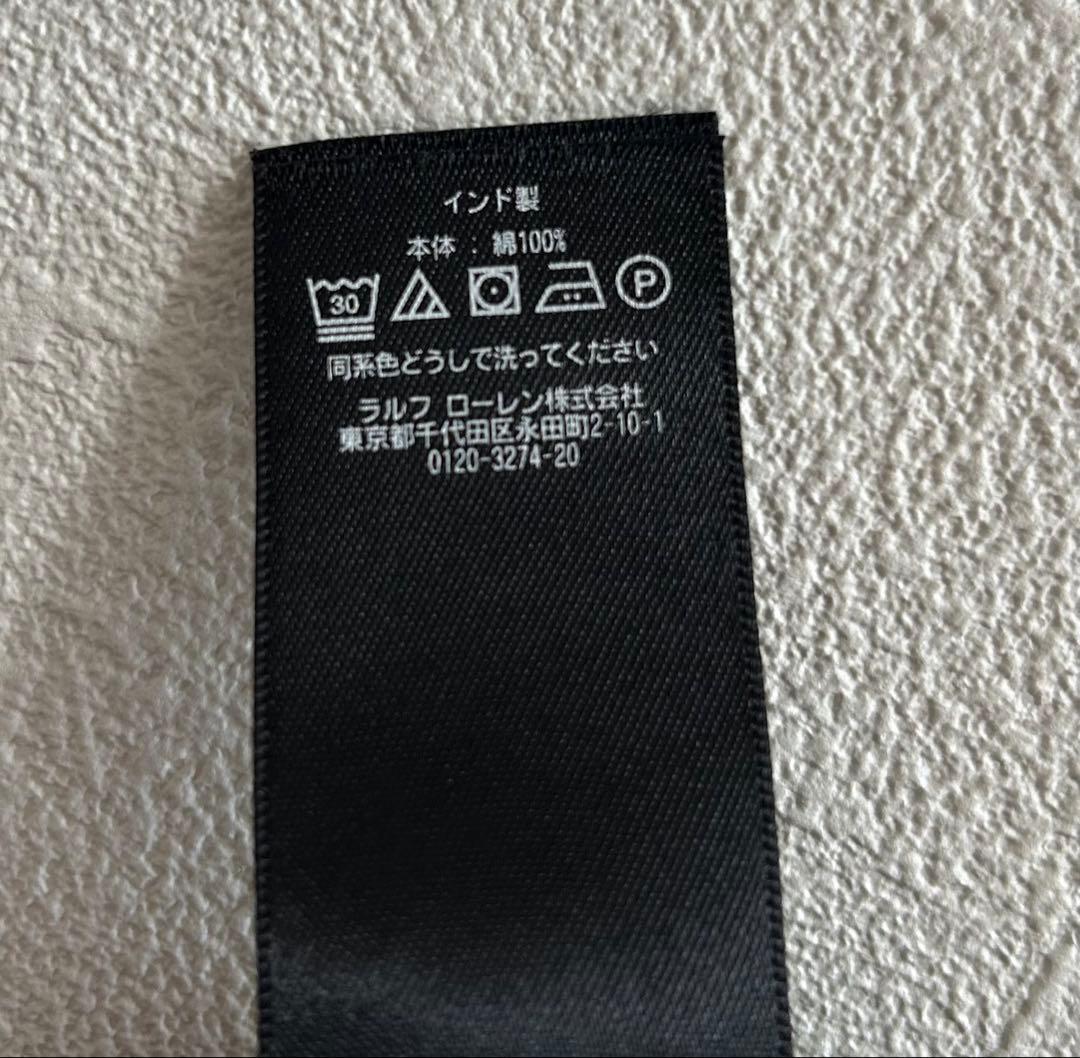 インド製
本体 : 綿100%
30 P
同系色どうしで洗ってください
ラルフ ローレン株式会社
東京都千代田区永田町2-10-1
0120-3274-20